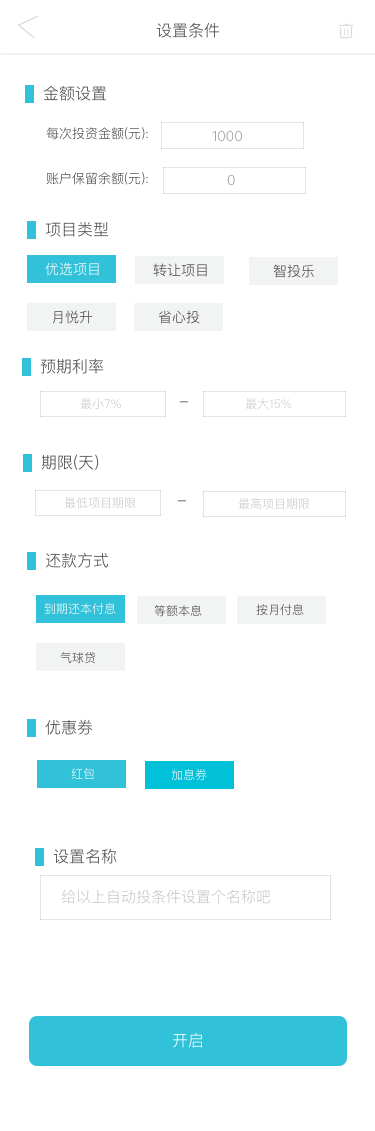 设置条件
金额设置
每次投资金额(元): 1000
账户保留余额(元): 0
项目类型
优选项目 转让项目 智投乐
月悦升 省心投
预期利率
最小7% – 最大15%
期限(天)
最低项目期限 – 最高项目期限
还款方式
到期还本付息 等额本息 按月付息
气球贷
优惠券
红包 加息券
设置名称
给以上自动投条件设置个名称吧
开启